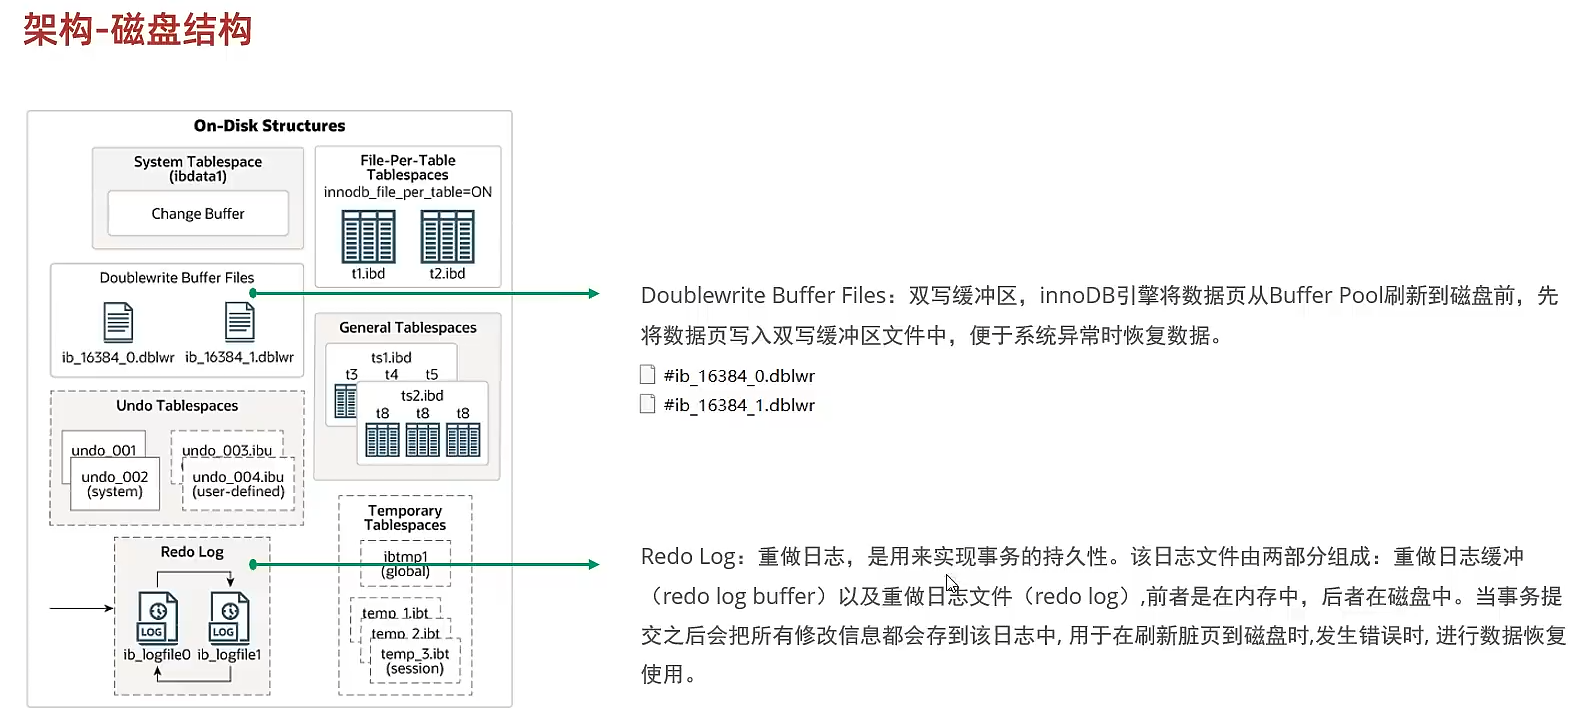 架构-磁盘结构
On-Disk Structures
System Tablespace
(ibdata1)
Change Buffer
File-Per-Table
Tablespaces
innodb_file_per_table=ON
t1.ibd
t2.ibd
Doublewrite Buffer Files
ib_16384_0.dblwr
ib_16384_1.dblwr
General Tablespaces
ts1.ibd
t3 t4 t5
ts2.ibd
t8 t8 t8
Undo Tablespaces
undo_001
undo_002
(system)
undo_003.ibu
undo_004.ibu
(user-defined)
Temporary
Tablespaces
ibtmp1
(global)
temp_1.ibt
temp_2.ibt
temp_3.ibt
(session)
Redo Log
LOG
LOG
ib_logfile0
ib_logfile1
Doublewrite Buffer Files：双写缓冲区，innoDB引擎将数据页从Buffer Pool刷新到磁盘前，先
将数据页写入双写缓冲区文件中，便于系统异常时恢复数据。
#ib_16384_0.dblwr
#ib_16384_1.dblwr
Redo Log：重做日志，是用来实现事务的持久性。该日志文件由两部分组成：重做日志缓冲
（redo log buffer）以及重做日志文件（redo log）,前者是在内存中，后者在磁盘中。当事务提
交之后会把所有修改信息都会存到该日志中, 用于在刷新脏页到磁盘时,发生错误时, 进行数据恢复
使用。